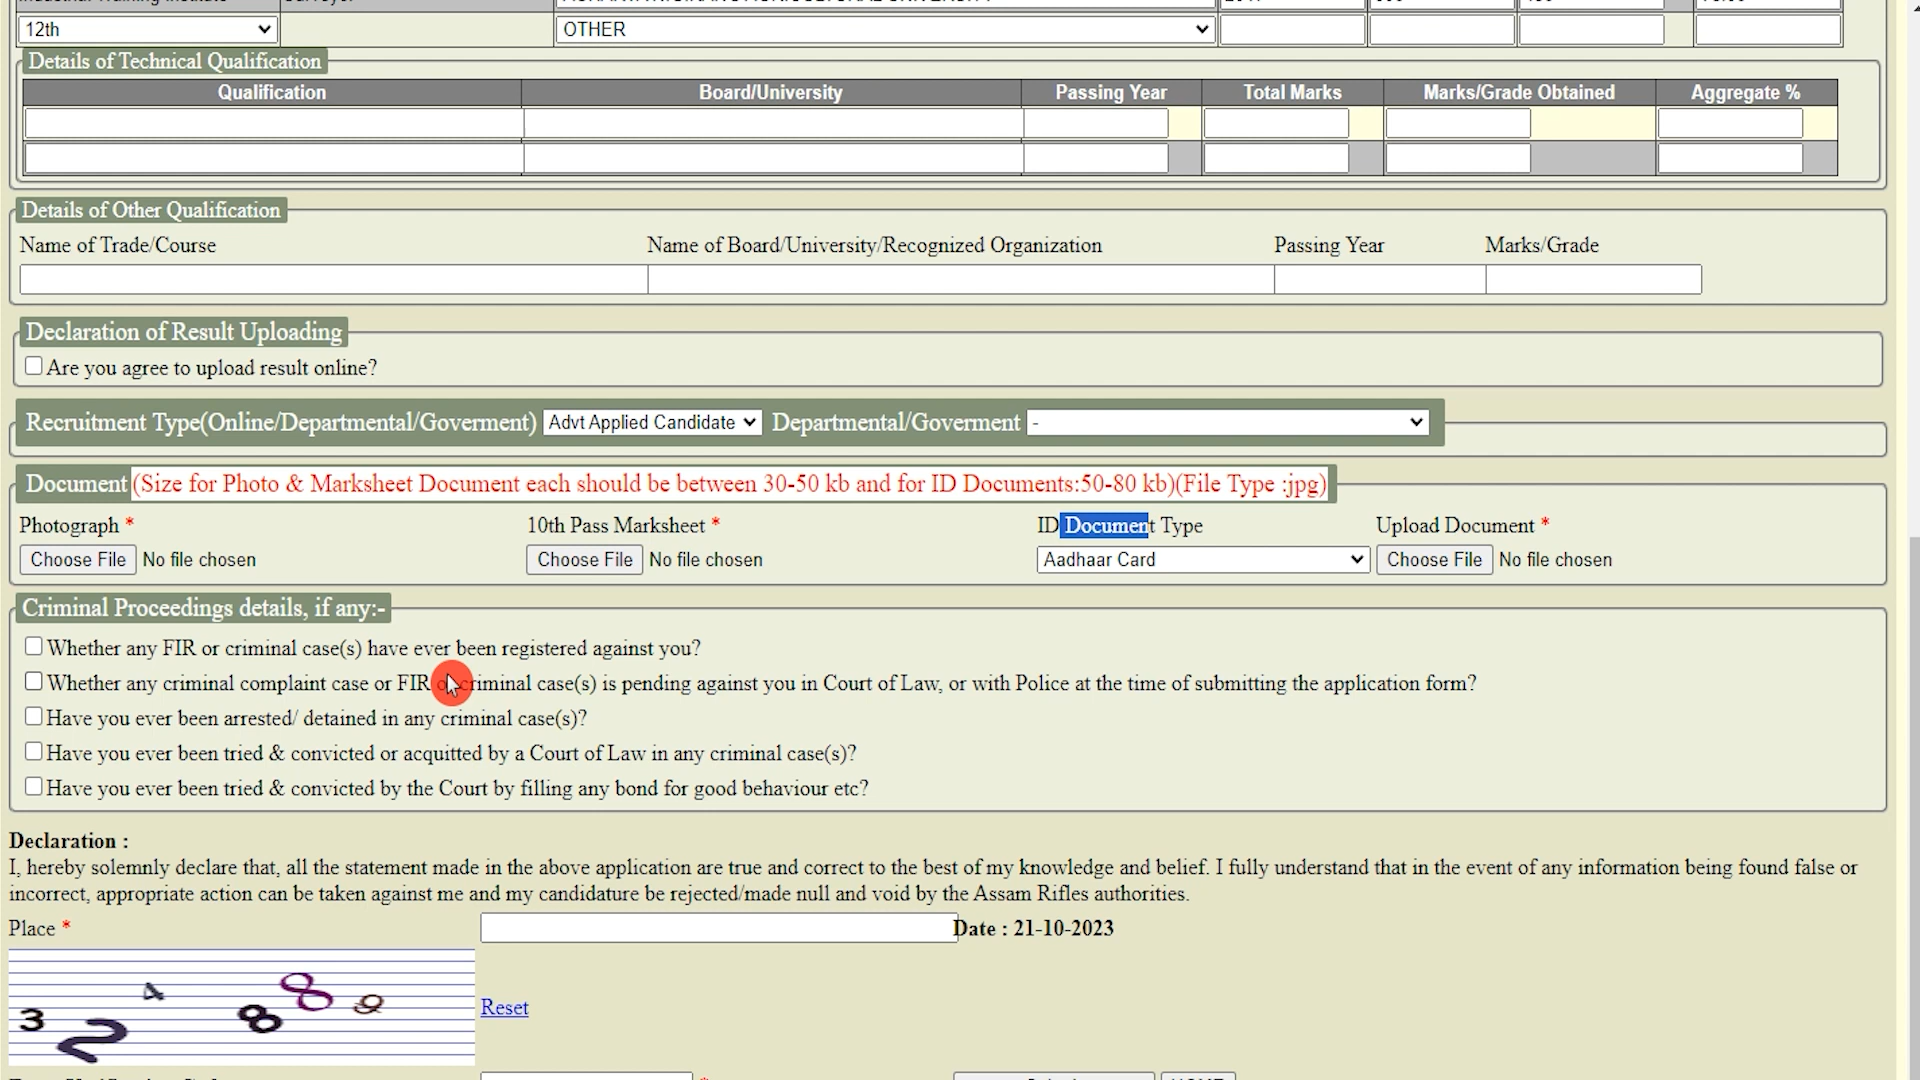 12th OTHER
Details of Technical Qualification
Qualification Board/University Passing Year Total Marks Marks/Grade Obtained Aggregate %
Details of Other Qualification
Name of Trade/Course Name of Board/University/Recognized Organization Passing Year Marks/Grade
Declaration of Result Uploading
Are you agree to upload result online?
Recruitment Type(Online/Departmental/Goverment) Advt Applied Candidate Departmental/Goverment -
Document (Size for Photo & Marksheet Document each should be between 30-50 kb and for ID Documents:50-80 kb)(File Type :jpg)
Photograph * 10th Pass Marksheet * ID Document Type Upload Document *
Choose File No file chosen Choose File No file chosen Aadhaar Card Choose File No file chosen
Criminal Proceedings details, if any:-
Whether any FIR or criminal case(s) have ever been registered against you?
Whether any criminal complaint case or FIR or criminal case(s) is pending against you in Court of Law, or with Police at the time of submitting the application form?
Have you ever been arrested/ detained in any criminal case(s)?
Have you ever been tried & convicted or acquitted by a Court of Law in any criminal case(s)?
Have you ever been tried & convicted by the Court by filling any bond for good behaviour etc?
Declaration :
I, hereby solemnly declare that, all the statement made in the above application are true and correct to the best of my knowledge and belief. I fully understand that in the event of any information being found false or
incorrect, appropriate action can be taken against me and my candidature be rejected/made null and void by the Assam Rifles authorities.
Place * Date : 21-10-2023
3 2 4 8 8 9
Reset